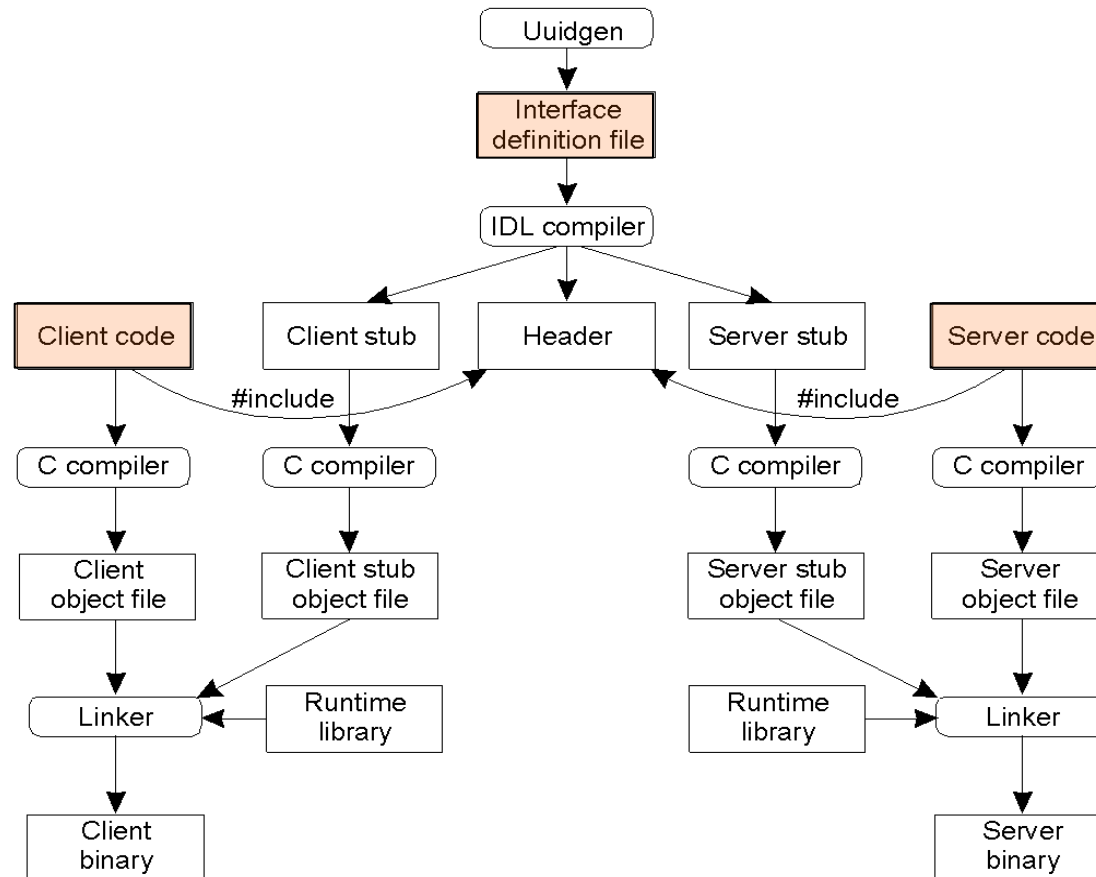 Uuidgen
Interface
definition file
IDL compiler
Client code
Client stub
Header
Server stub
Server code
#include
#include
C compiler
C compiler
C compiler
C compiler
Client
object file
Client stub
object file
Server stub
object file
Server
object file
Linker
Runtime
library
Runtime
library
Linker
Client
binary
Server
binary